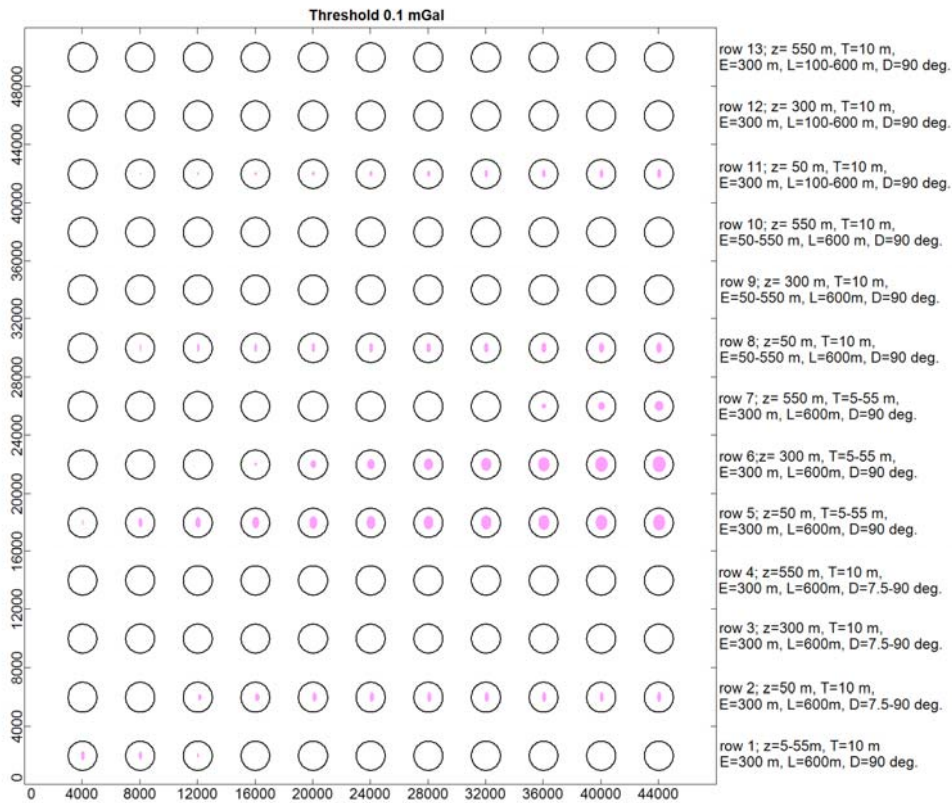 Threshold 0.1 mGal
row 13; z= 550 m, T=10 m,
E=300 m, L=100-600 m, D=90 deg.
row 12; z= 300 m, T=10 m,
E=300 m, L=100-600 m, D=90 deg.
row 11; z= 50 m, T=10 m,
E=300 m, L=100-600 m, D=90 deg.
row 10; z= 550 m, T=10 m,
E=50-550 m, L=600 m, D=90 deg.
row 9; z= 300 m, T=10 m,
E=50-550 m, L=600m, D=90 deg.
row 8; z=50 m, T=10 m,
E=50-550 m, L=600m, D=90 deg.
row 7; z= 550 m, T=5-55 m,
E=300 m, L=600m, D=90 deg.
row 6;z= 300 m, T=5-55 m,
E=300 m, L=600m, D=90 deg.
row 5; z=50 m, T=5-55 m,
E=300 m, L=600m, D=90 deg.
row 4; z=550 m, T=10 m,
E=300 m, L=600m, D=7.5-90 deg.
row 3; z=300 m, T=10 m,
E=300 m, L=600m, D=7.5-90 deg.
row 2; z=50 m, T=10 m,
E=300 m, L=600m, D=7.5-90 deg.
row 1; z=5-55m, T=10 m
E=300 m, L=600m, D=90 deg.
48000
44000
40000
36000
32000
28000
24000
20000
16000
12000
8000
4000
0
0 4000 8000 12000 16000 20000 24000 28000 32000 36000 40000 44000